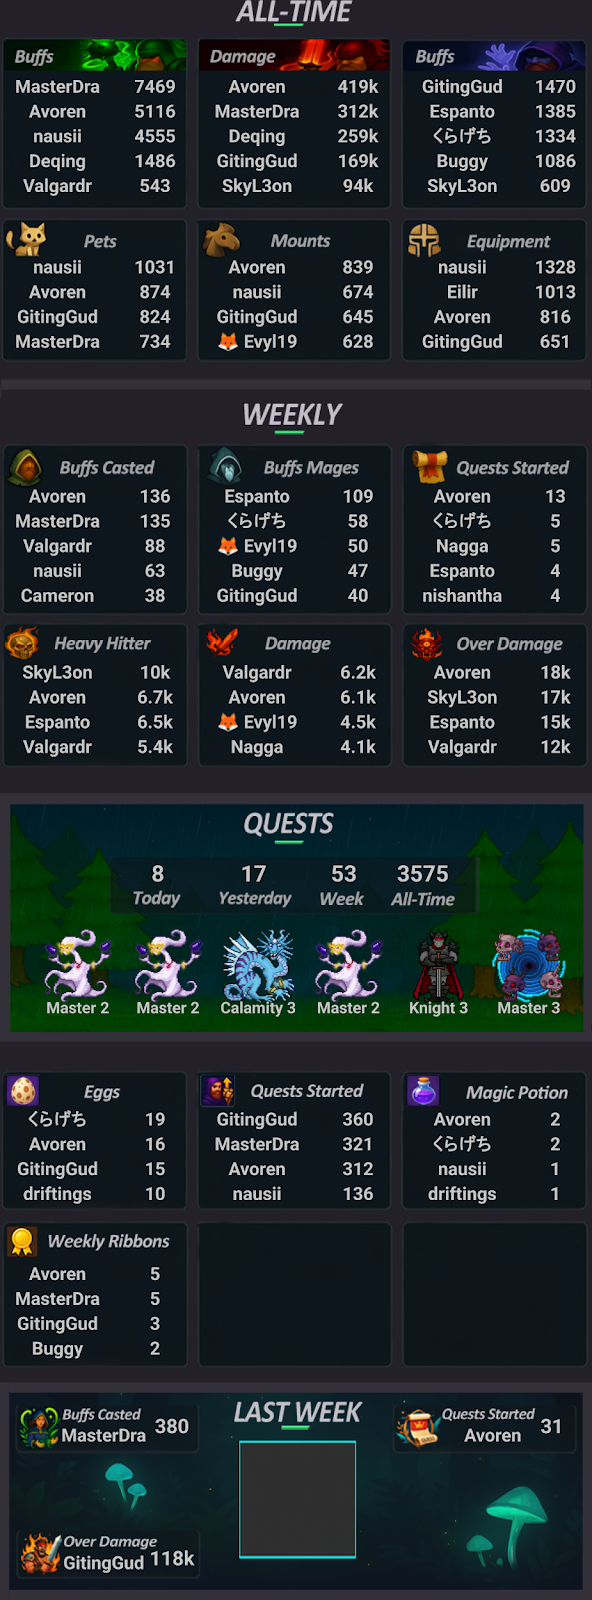 ALL-TIME
Buffs
MasterDra 7469
Avoren 5116
nausii 4555
Deqing 1486
Valgardr 543
Damage
Avoren 419k
MasterDra 312k
Deqing 259k
GitingGud 169k
SkyL3on 94k
Buffs
GitingGud 1470
Espanto 1385
くらげち 1334
Buggy 1086
SkyL3on 609
Pets
nausii 1031
Avoren 874
GitingGud 824
MasterDra 734
Mounts
Avoren 839
nausii 674
GitingGud 645
🦊 Evyl19 628
Equipment
nausii 1328
Eilir 1013
Avoren 816
GitingGud 651
WEEKLY
Buffs Casted
Avoren 136
MasterDra 135
Valgardr 88
nausii 63
Cameron 38
Buffs Mages
Espanto 109
くらげち 58
🦊 Evyl19 50
Buggy 47
GitingGud 40
Quests Started
Avoren 13
くらげち 5
Nagga 5
Espanto 4
nishantha 4
Heavy Hitter
SkyL3on 10k
Avoren 6.7k
Espanto 6.5k
Valgardr 5.4k
Damage
Valgardr 6.2k
Avoren 6.1k
🦊 Evyl19 4.5k
Nagga 4.1k
Over Damage
Avoren 18k
SkyL3on 17k
Espanto 15k
Valgardr 12k
QUESTS
8 17 53 3575
Today Yesterday Week All-Time
Master 2 Master 2 Calamity 3 Master 2 Knight 3 Master 3
Eggs
くらげち 19
Avoren 16
GitingGud 15
driftings 10
Quests Started
GitingGud 360
MasterDra 321
Avoren 312
nausii 136
Magic Potion
Avoren 2
くらげち 2
nausii 1
driftings 1
Weekly Ribbons
Avoren 5
MasterDra 5
GitingGud 3
Buggy 2
LAST WEEK
Buffs Casted
MasterDra 380
Quests Started
Avoren 31
Over Damage
GitingGud 118k